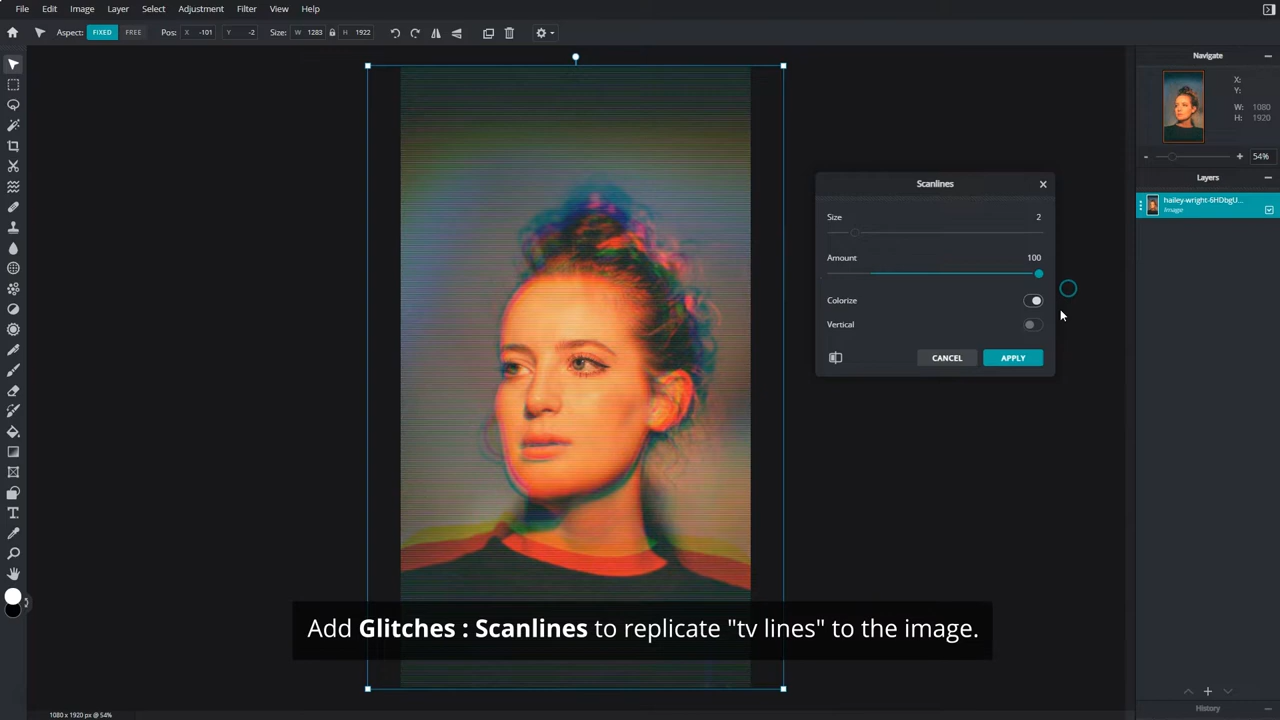 File Edit Image Layer Select Adjustment Filter View Help
Aspect: FIXED FREE Pos: X -101 Y -2 Size: W 1283 H 1922
Navigate
X:
Y:
W: 1080
H: 1920
- + 54%
Layers
hailey-wright-6HDbgU...
Image
Scanlines
Size 2
Amount 100
Colorize
Vertical
CANCEL APPLY
Add Glitches : Scanlines to replicate "tv lines" to the image.
History
1080 x 1920 px @ 54%